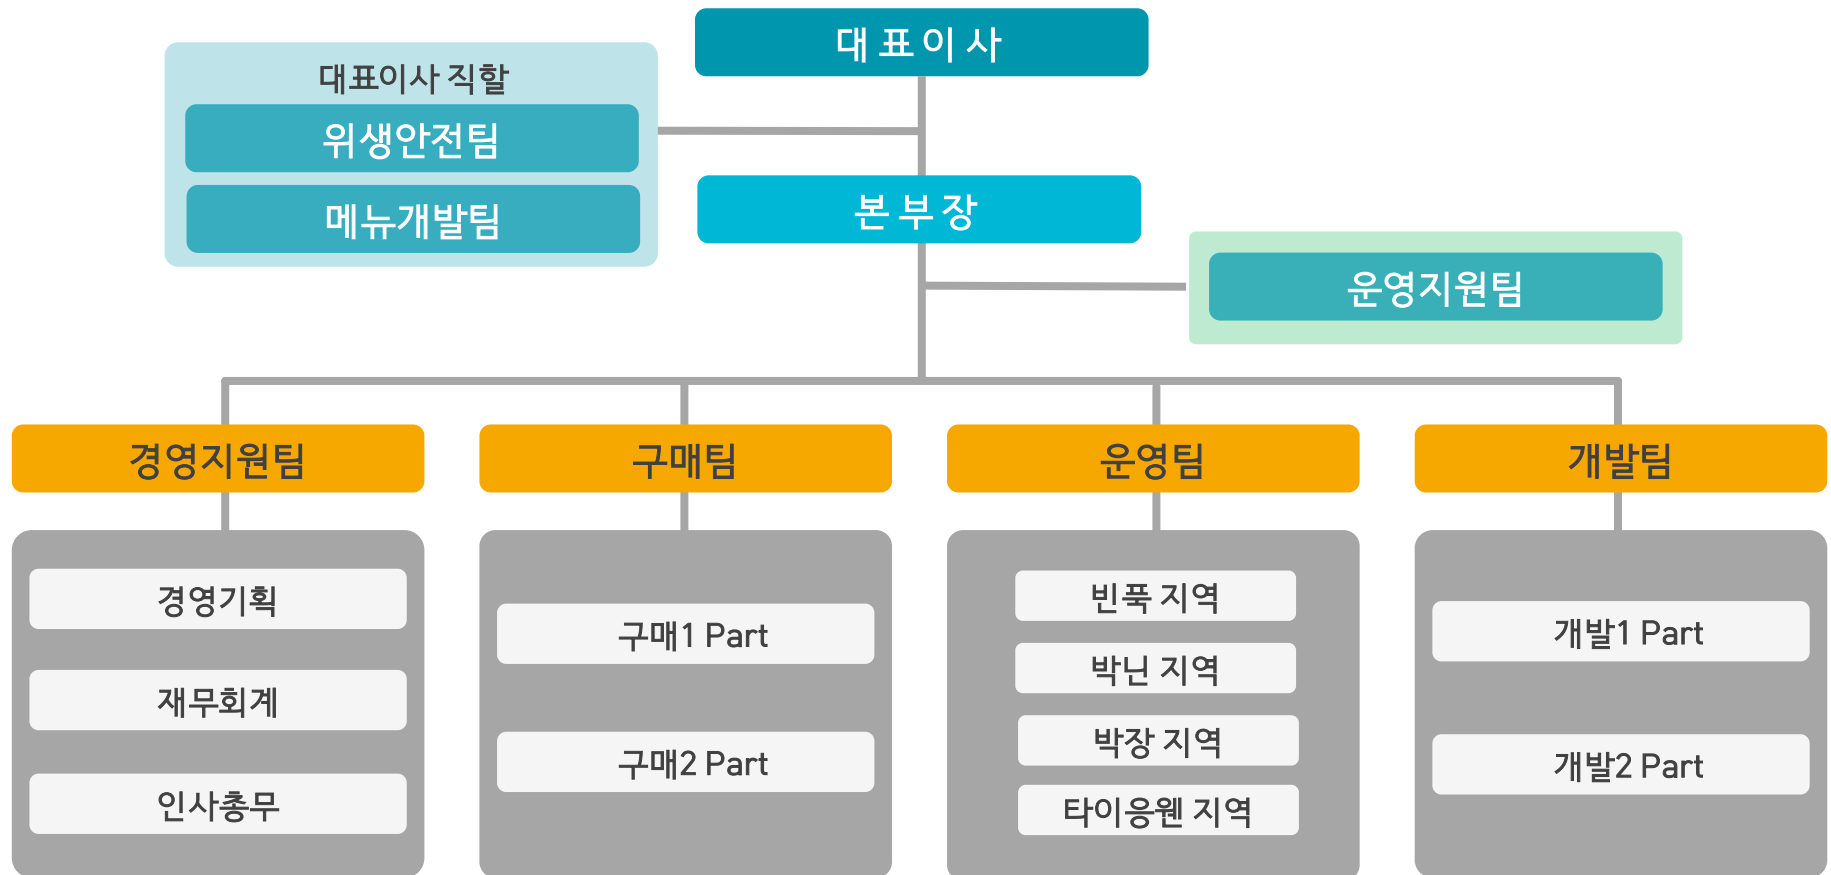 대표이사
대표이사 직할
위생안전팀
메뉴개발팀
본부장
운영지원팀
경영지원팀
경영기획
재무회계
인사총무
구매팀
구매1 Part
구매2 Part
운영팀
빈푹 지역
박닌 지역
박장 지역
타이응웬 지역
개발팀
개발1 Part
개발2 Part